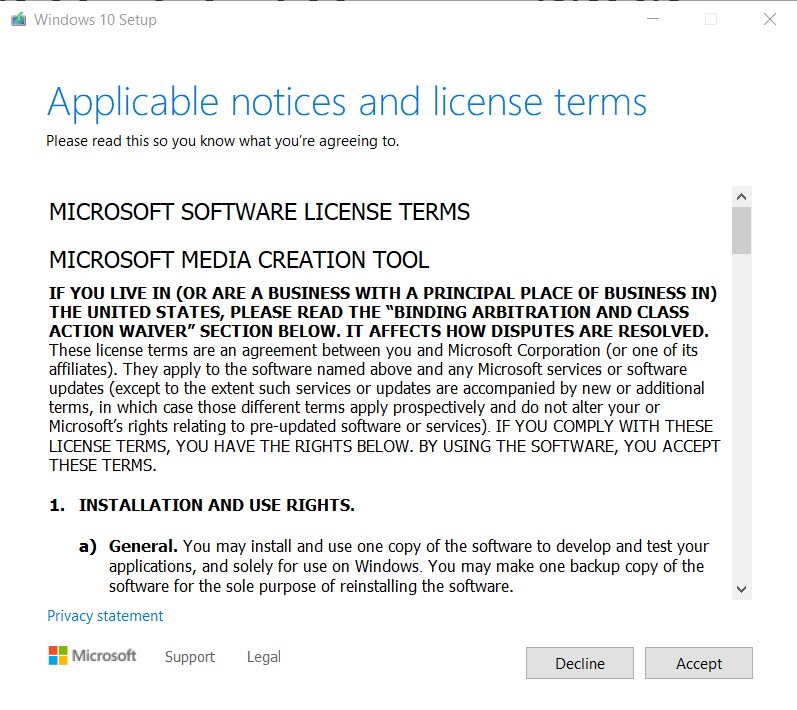 Windows 10 Setup
Applicable notices and license terms
Please read this so you know what you’re agreeing to.
MICROSOFT SOFTWARE LICENSE TERMS
MICROSOFT MEDIA CREATION TOOL
IF YOU LIVE IN (OR ARE A BUSINESS WITH A PRINCIPAL PLACE OF BUSINESS IN)
THE UNITED STATES, PLEASE READ THE “BINDING ARBITRATION AND CLASS
ACTION WAIVER” SECTION BELOW. IT AFFECTS HOW DISPUTES ARE RESOLVED.
These license terms are an agreement between you and Microsoft Corporation (or one of its
affiliates). They apply to the software named above and any Microsoft services or software
updates (except to the extent such services or updates are accompanied by new or additional
terms, in which case those different terms apply prospectively and do not alter your or
Microsoft’s rights relating to pre-updated software or services). IF YOU COMPLY WITH THESE
LICENSE TERMS, YOU HAVE THE RIGHTS BELOW. BY USING THE SOFTWARE, YOU ACCEPT
THESE TERMS.
1. INSTALLATION AND USE RIGHTS.
a) General. You may install and use one copy of the software to develop and test your
applications, and solely for use on Windows. You may make one backup copy of the
software for the sole purpose of reinstalling the software.
Privacy statement
Microsoft Support Legal Decline Accept